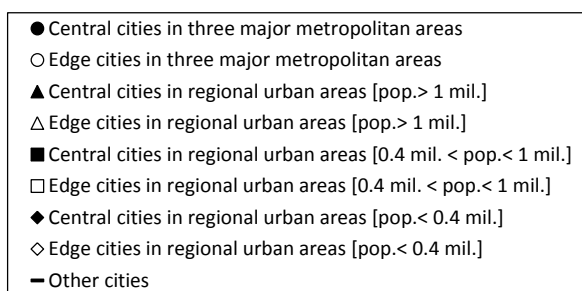 Central cities in three major metropolitan areas
Edge cities in three major metropolitan areas
Central cities in regional urban areas [pop.> 1 mil.]
Edge cities in regional urban areas [pop.> 1 mil.]
Central cities in regional urban areas [0.4 mil. < pop.< 1 mil.]
Edge cities in regional urban areas [0.4 mil. < pop.< 1 mil.]
Central cities in regional urban areas [pop.< 0.4 mil.]
Edge cities in regional urban areas [pop.< 0.4 mil.]
Other cities